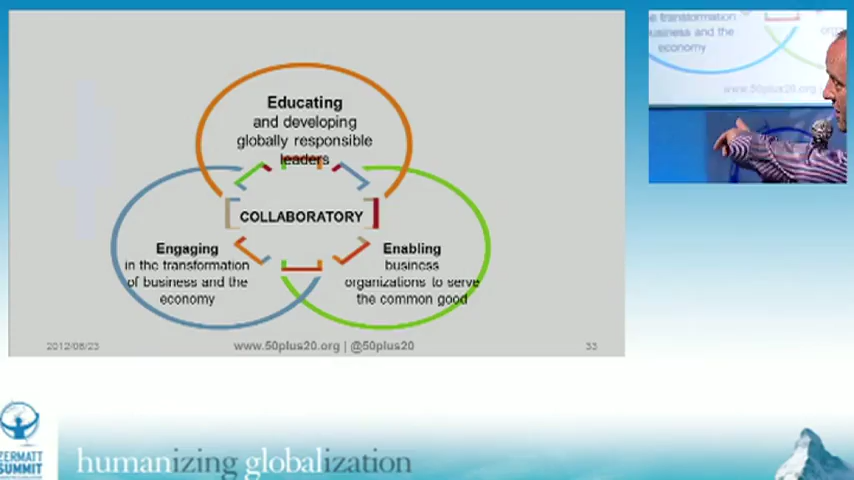 Educating
and developing
globally responsible
leaders
COLLABORATORY
Engaging
in the transformation
of business and the
economy
Enabling
business
organizations to serve
the common good
2012/08/23
www.50plus20.org | @50plus20
33
the transformation
business and the
economy
www.50plus20.org
ZERMATT
SUMMIT
humanizing globalization